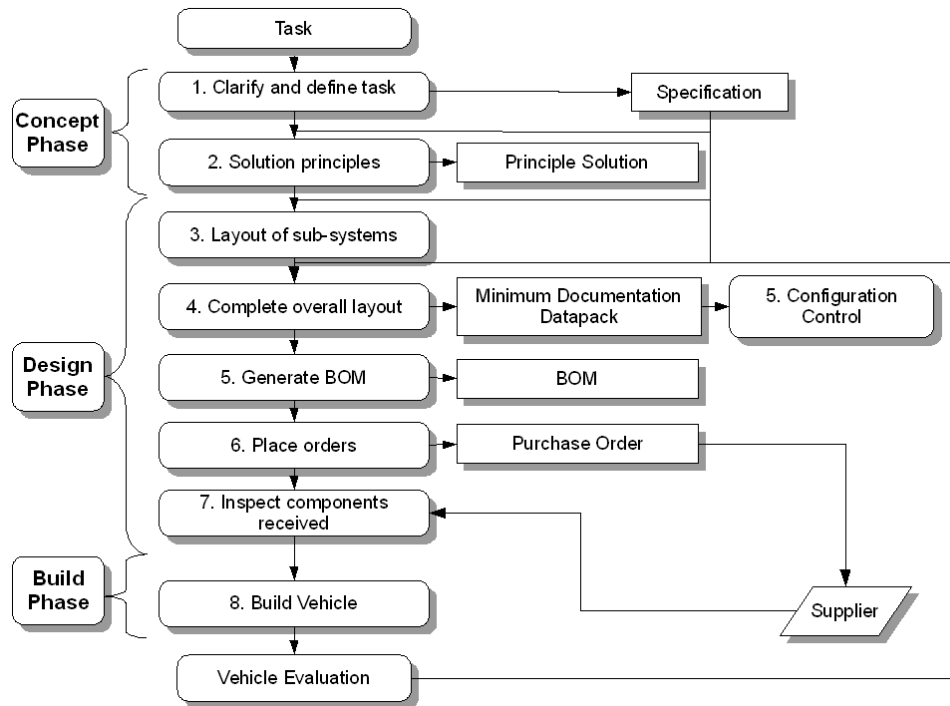 Task
1. Clarify and define task
Specification
Concept
Phase
2. Solution principles
Principle Solution
3. Layout of sub-systems
4. Complete overall layout
Minimum Documentation
Datapack
5. Configuration
Control
Design
Phase
5. Generate BOM
BOM
6. Place orders
Purchase Order
7. Inspect components
received
Build
Phase
8. Build Vehicle
Supplier
Vehicle Evaluation